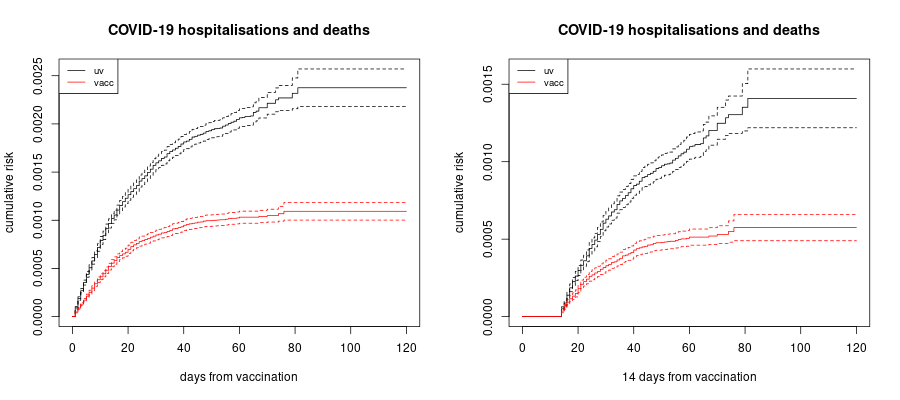 COVID-19 hospitalisations and deaths
uv
vacc
cumulative risk
0.0025
0.0020
0.0015
0.0010
0.0005
0.0000
0 20 40 60 80 100 120
days from vaccination
COVID-19 hospitalisations and deaths
uv
vacc
cumulative risk
0.0015
0.0010
0.0005
0.0000
0 20 40 60 80 100 120
14 days from vaccination